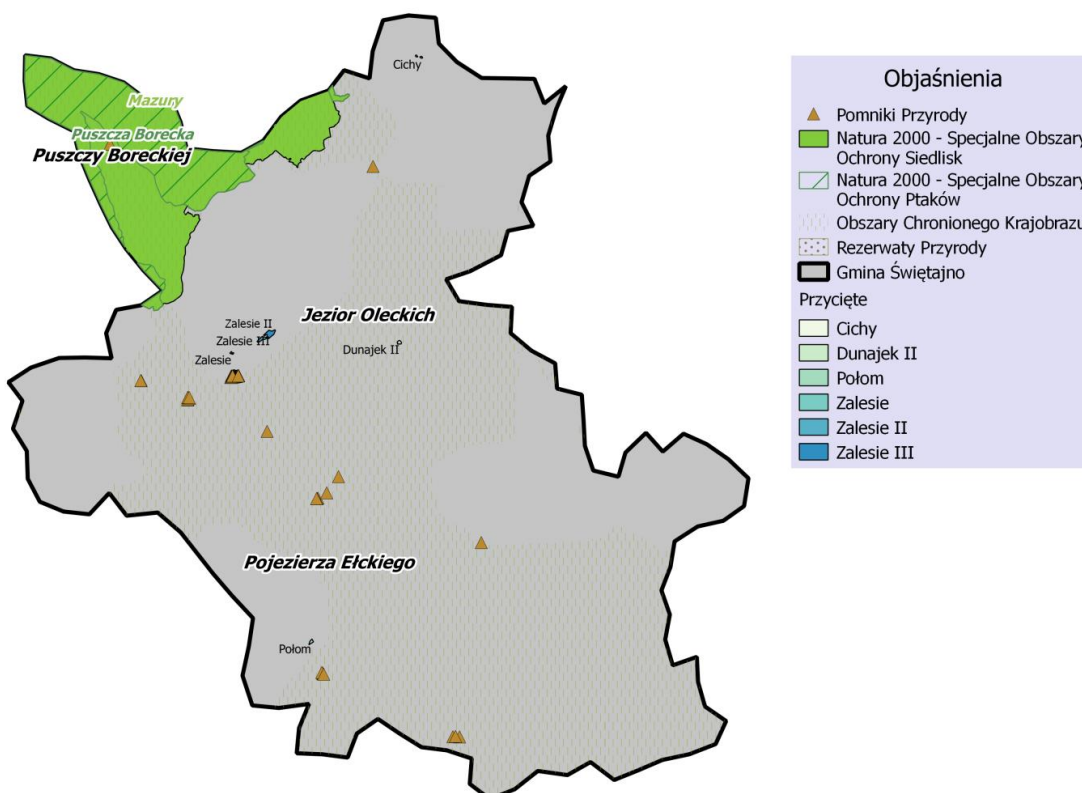 Cichy
Mazury
Puszcza Borecka
Puszczy Boreckiej
Jezior Oleckich
Zalesie II
Zalesie III
Dunajek II
Zalesie
Pojezierza Ełckiego
Połom
Objaśnienia
Pomniki Przyrody
Natura 2000 - Specjalne Obszary
Ochrony Siedlisk
Natura 2000 - Specjalne Obszary
Ochrony Ptaków
Obszary Chronionego Krajobrazu
Rezerwaty Przyrody
Gmina Świętajno
Przycięte
Cichy
Dunajek II
Połom
Zalesie
Zalesie II
Zalesie III